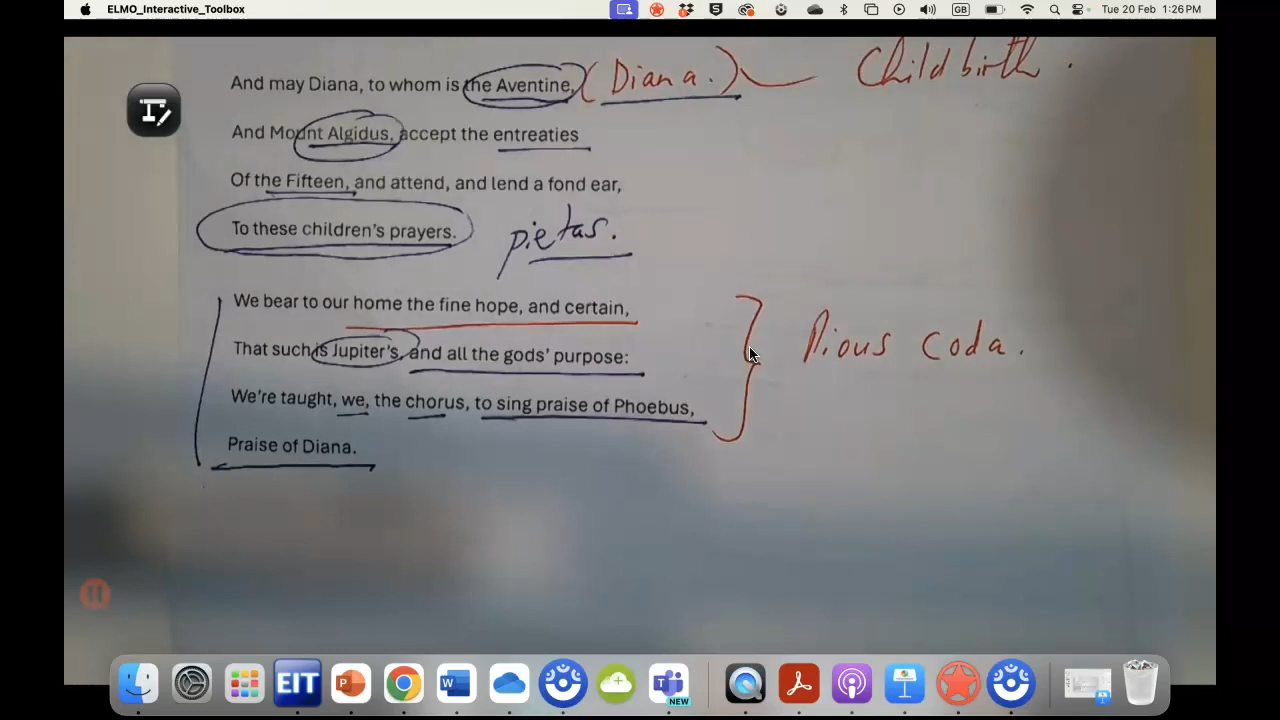 ELMO_Interactive_Toolbox
GB
Tue 20 Feb 1:26 PM
And may Diana, to whom is the Aventine, (Diana.) Childbirth.
And Mount Algidus, accept the entreaties
Of the Fifteen, and attend, and lend a fond ear,
To these children's prayers. pietas.
We bear to our home the fine hope, and certain,
That such is Jupiter's, and all the gods' purpose: Pious Coda.
We're taught, we, the chorus, to sing praise of Phoebus,
Praise of Diana.
EIT
P
W
NEW